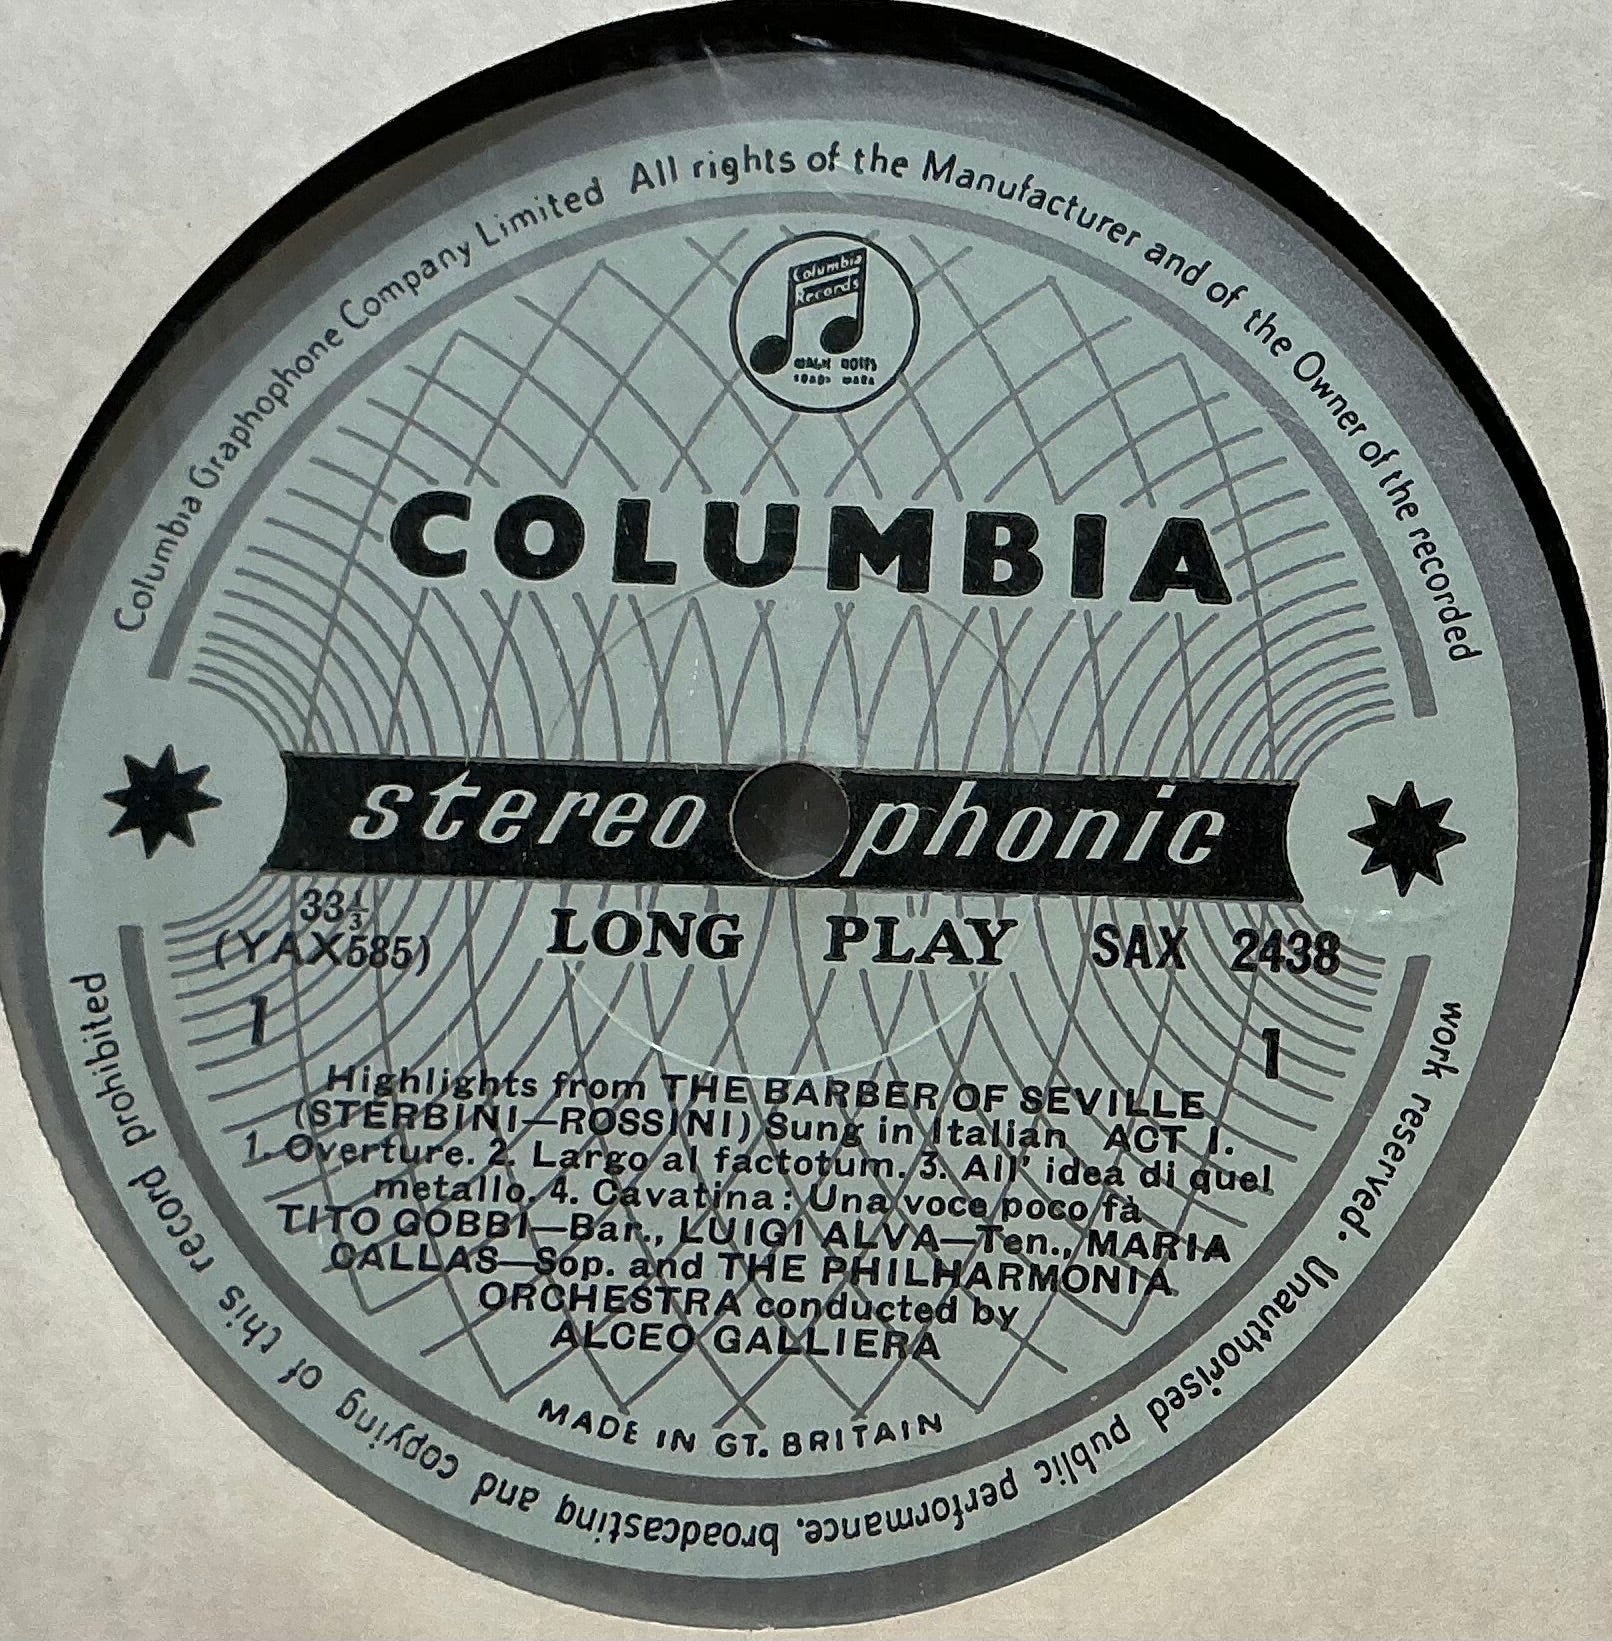 Columbia Graphophone Company Limited All rights of the Manufacturer and of the Owner of the recorded
work reserved. Unauthorised public performance, broadcasting and copying of this record prohibited
Columbia
Records
COLUMBIA
stereo phonic
33⅓
(YAX585)
LONG PLAY
SAX 2438
1
1
Highlights from THE BARBER OF SEVILLE
(STERBINI—ROSSINI) Sung in Italian ACT I.
1. Overture. 2. Largo al factotum. 3. All' idea di quel
metallo. 4. Cavatina: Una voce poco fà
TITO GOBBI—Bar., LUIGI ALVA—Ten., MARIA
CALLAS—Sop. and THE PHILHARMONIA
ORCHESTRA conducted by
ALCEO GALLIERA
MADE IN GT. BRITAIN